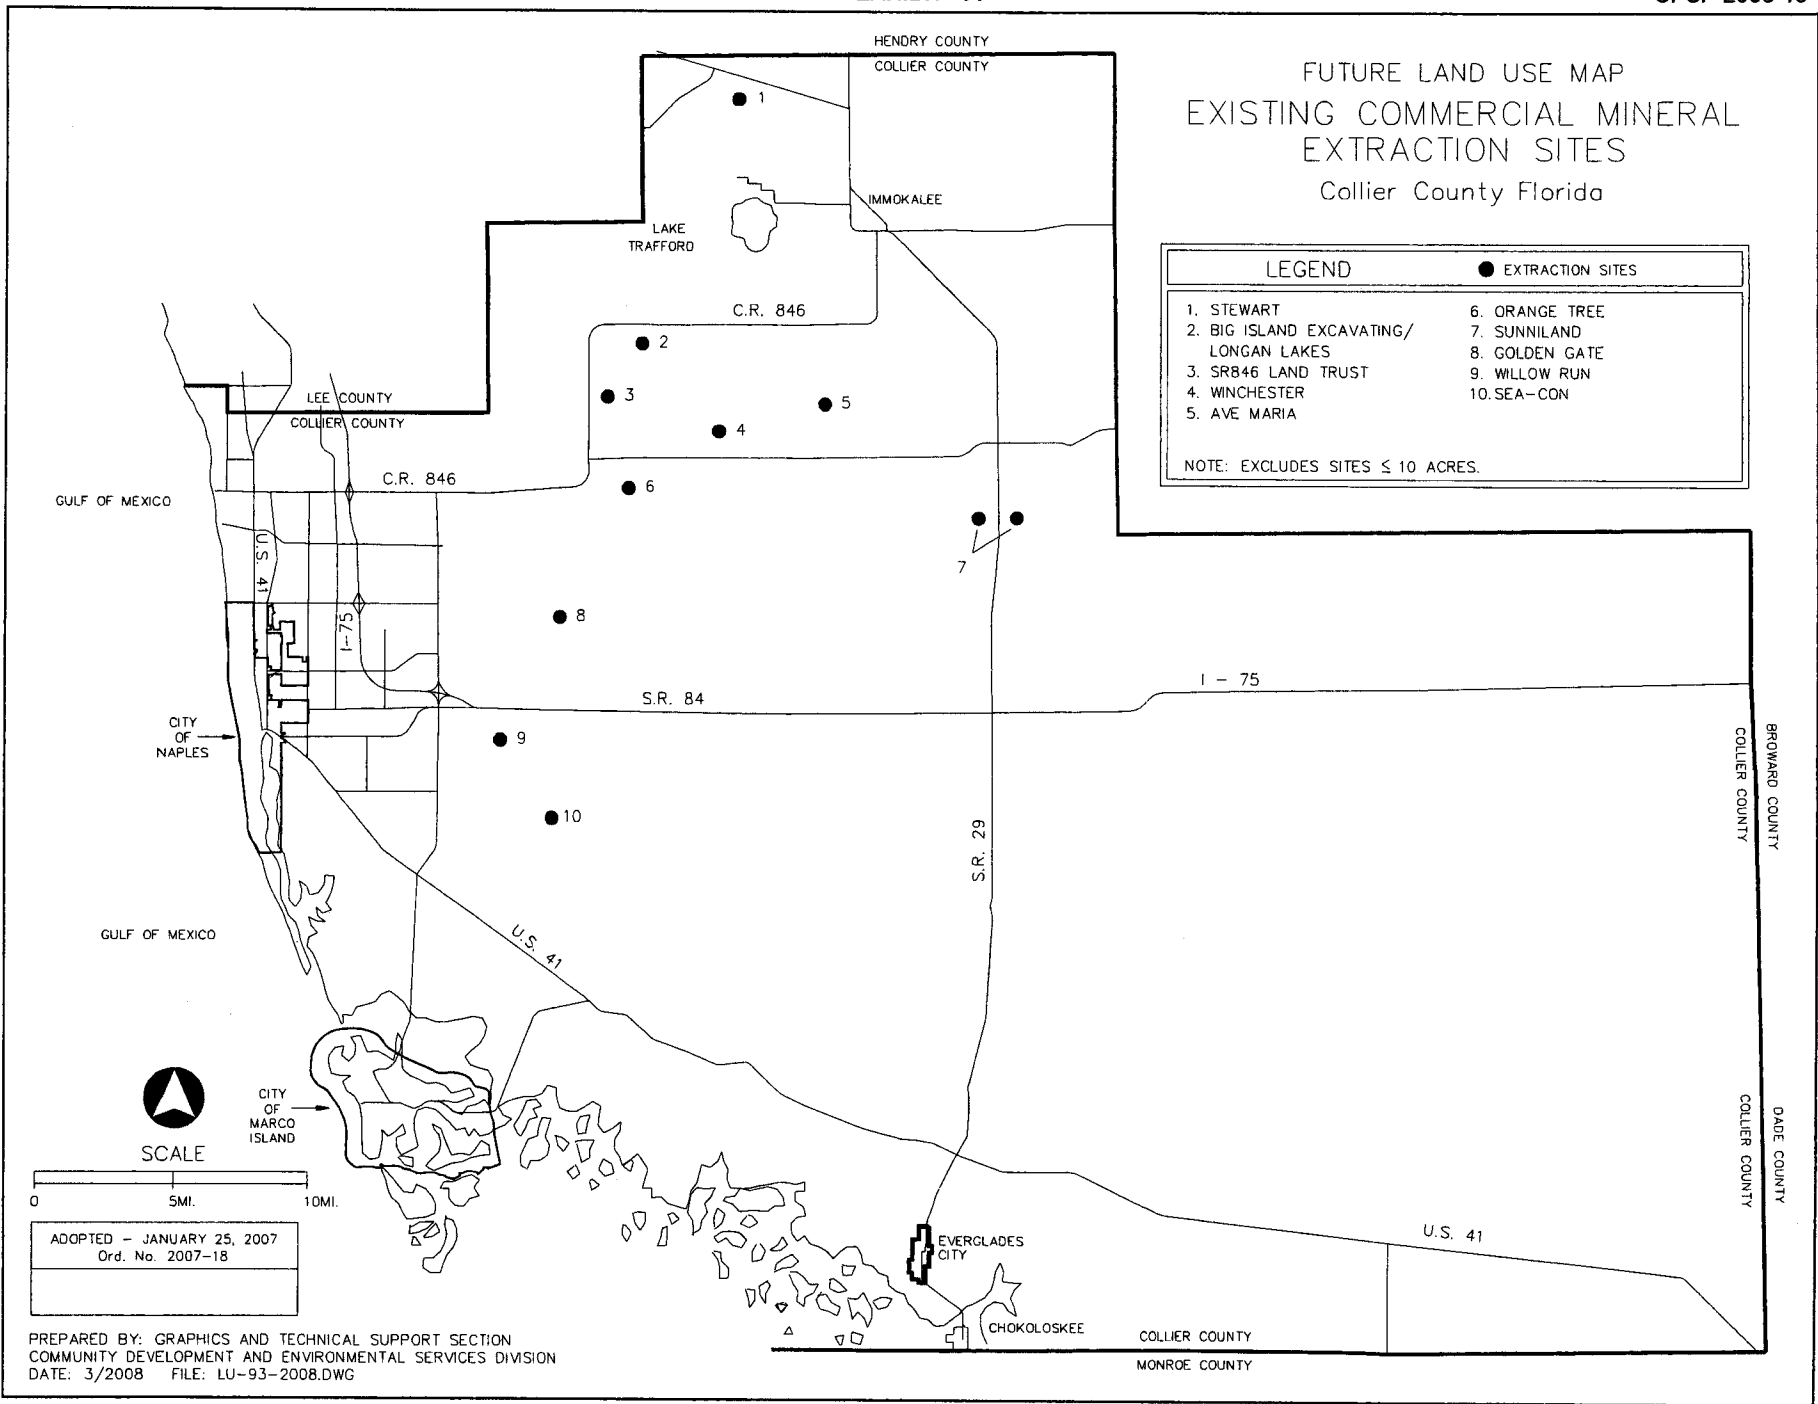 HENDRY COUNTY
COLLIER COUNTY
FUTURE LAND USE MAP
EXISTING COMMERCIAL MINERAL
EXTRACTION SITES
Collier County Florida
LEGEND
EXTRACTION SITES
1. STEWART
2. BIG ISLAND EXCAVATING/
LONGAN LAKES
3. SR846 LAND TRUST
4. WINCHESTER
5. AVE MARIA
6. ORANGE TREE
7. SUNNILAND
8. GOLDEN GATE
9. WILLOW RUN
10. SEA-CON
NOTE: EXCLUDES SITES ≤ 10 ACRES.
1
IMMOKALEE
LAKE
TRAFFORD
C.R. 846
2
3
5
4
LEE COUNTY
COLLIER COUNTY
C.R. 846
6
GULF OF MEXICO
U.S. 41
7
8
I-75
S.R. 84
I - 75
CITY
OF
NAPLES
9
10
BROWARD COUNTY
COLLIER COUNTY
S.R. 29
GULF OF MEXICO
U.S. 41
CITY
OF
MARCO
ISLAND
DADE COUNTY
COLLIER COUNTY
SCALE
0 5MI. 10MI.
ADOPTED - JANUARY 25, 2007
Ord. No. 2007-18
EVERGLADES
CITY
U.S. 41
CHOKOLOSKEE
COLLIER COUNTY
MONROE COUNTY
PREPARED BY: GRAPHICS AND TECHNICAL SUPPORT SECTION
COMMUNITY DEVELOPMENT AND ENVIRONMENTAL SERVICES DIVISION
DATE: 3/2008 FILE: LU-93-2008.DWG